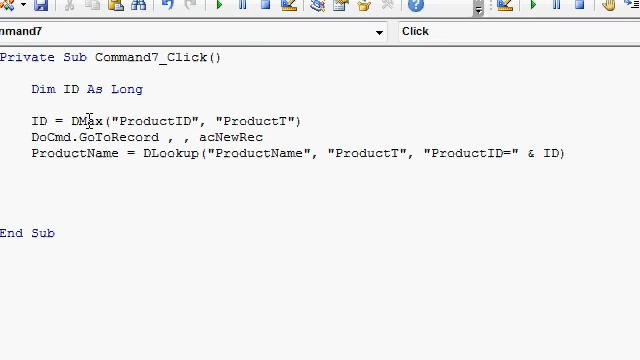 mmand7
Click
Private Sub Command7_Click()
Dim ID As Long
ID = DMax("ProductID", "ProductT")
DoCmd.GoToRecord , , acNewRec
ProductName = DLookup("ProductName", "ProductT", "ProductID=" & ID)
End Sub